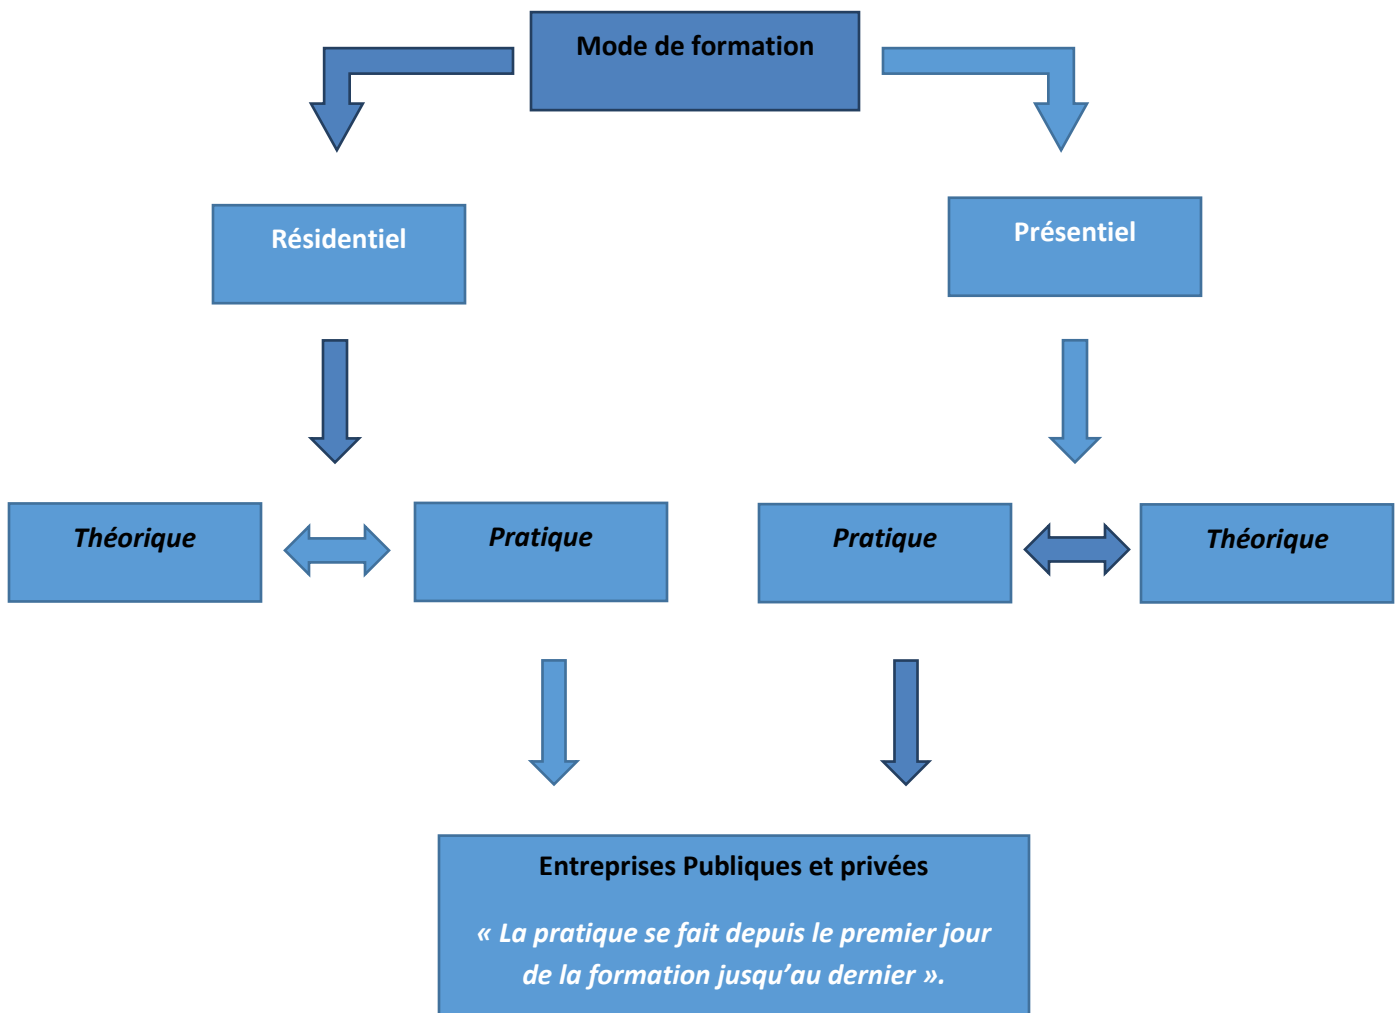 Mode de formation
Résidentiel
Présentiel
Théorique
Pratique
Pratique
Théorique
Entreprises Publiques et privées
« La pratique se fait depuis le premier jour
de la formation jusqu’au dernier ».